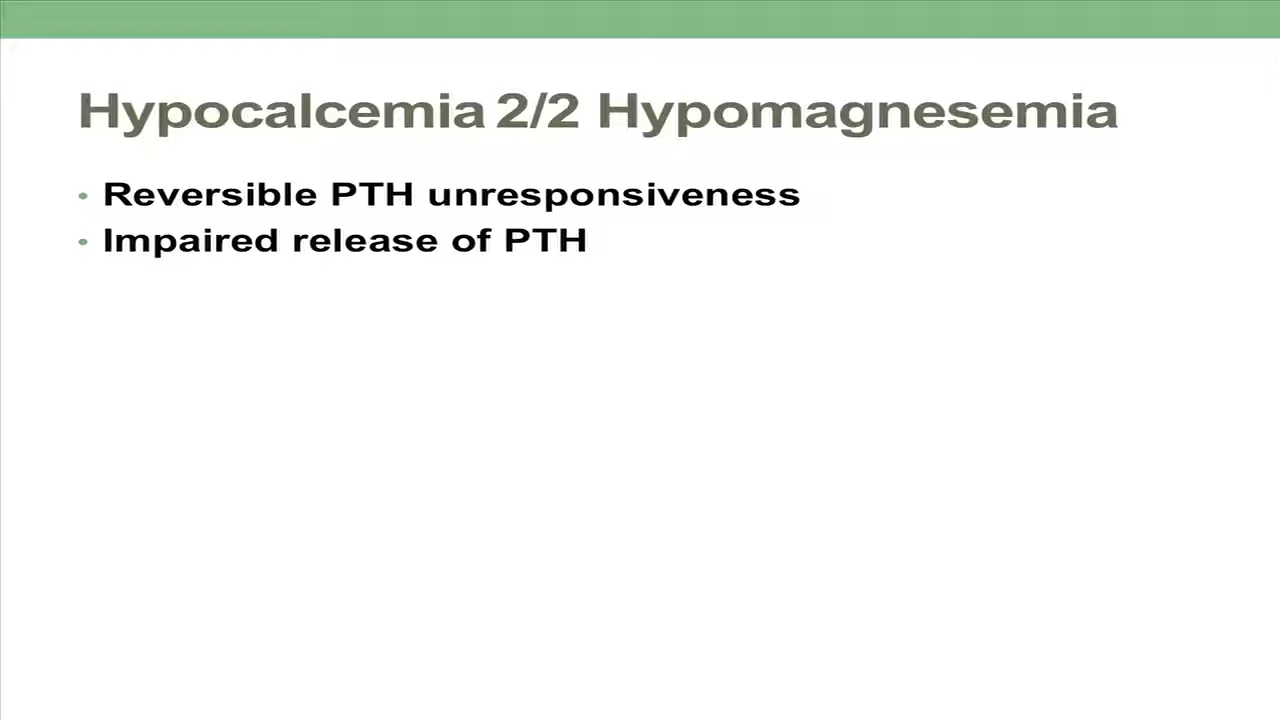 Hypocalcemia 2/2 Hypomagnesemia
• Reversible PTH unresponsiveness
• Impaired release of PTH